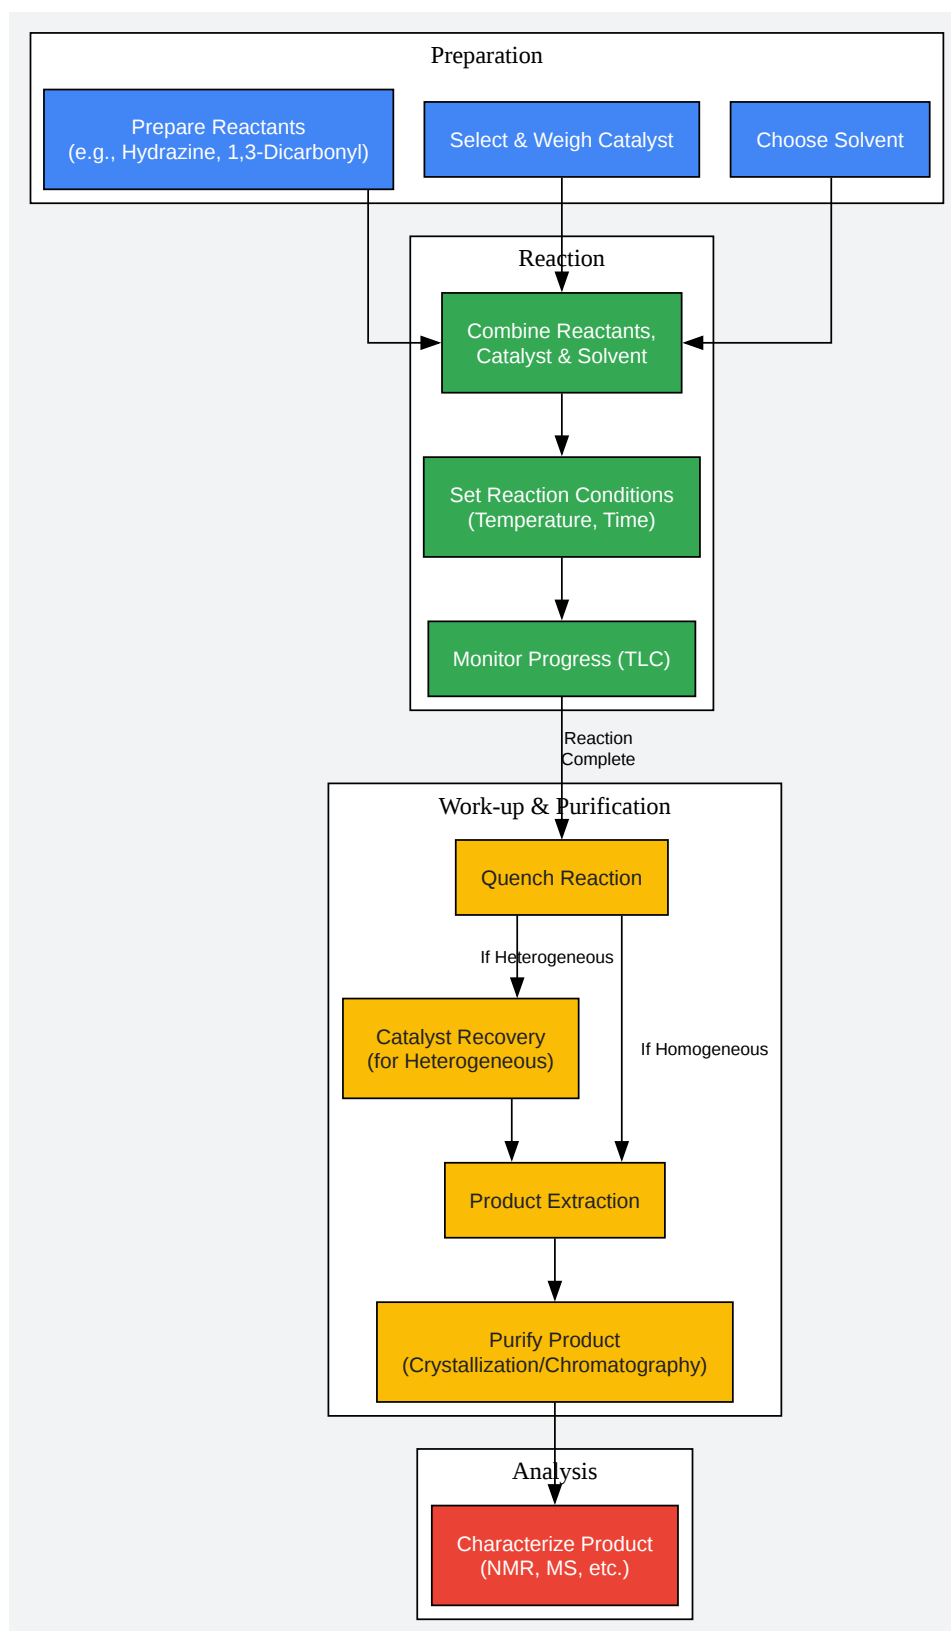 Preparation
Prepare Reactants
(e.g., Hydrazine, 1,3-Dicarbonyl)
Select & Weigh Catalyst
Choose Solvent
Reaction
Combine Reactants,
Catalyst & Solvent
Set Reaction Conditions
(Temperature, Time)
Monitor Progress (TLC)
Reaction
Complete
Work-up & Purification
Quench Reaction
If Heterogeneous
Catalyst Recovery
(for Heterogeneous)
If Homogeneous
Product Extraction
Purify Product
(Crystallization/Chromatography)
Analysis
Characterize Product
(NMR, MS, etc.)